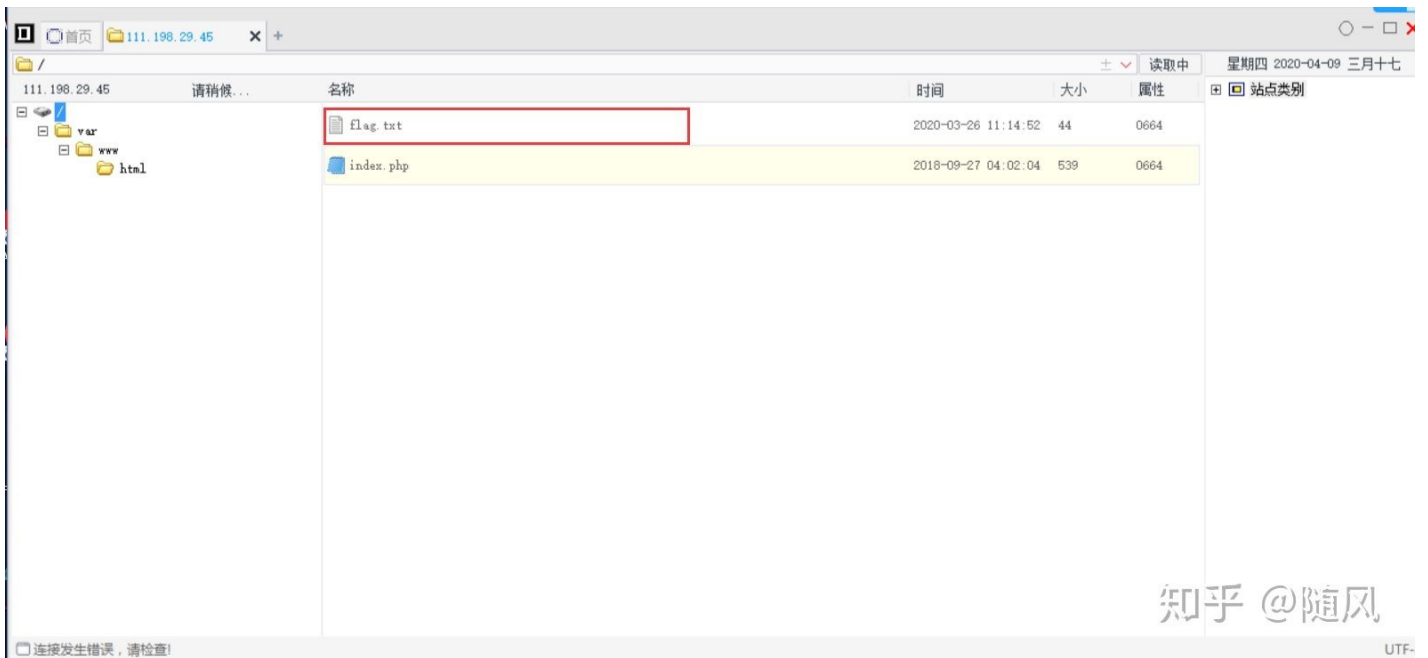 首页 111.198.29.45
/ 读取中 星期四 2020-04-09 三月十七
111.198.29.45 请稍候... 名称 时间 大小 属性 站点类别
/
flag.txt 2020-03-26 11:14:52 44 0664
var
www
index.php 2018-09-27 04:02:04 539 0664
html
知乎 @随风
连接发生错误，请检查! UTF-